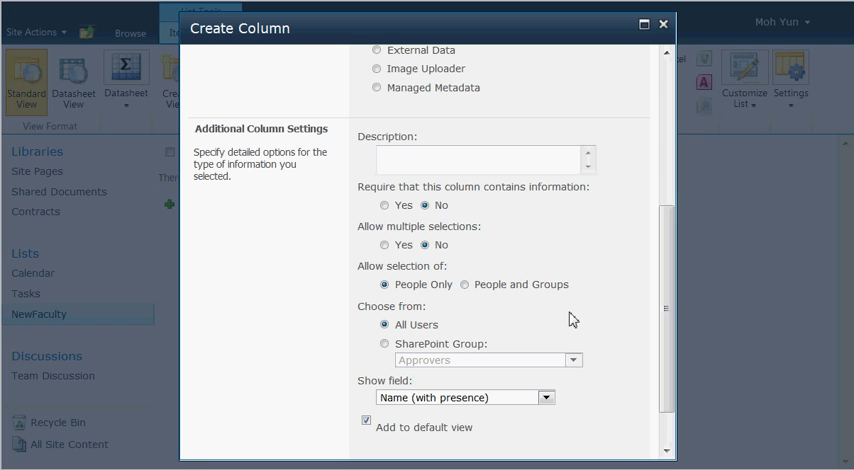 Create Column
Moh Yun
Site Actions
Browse
Standard View
Datasheet View
Datasheet
View Format
Customize List
Settings
External Data
Image Uploader
Managed Metadata
Additional Column Settings
Specify detailed options for the
type of information you
selected.
Description:
Require that this column contains information:
Yes No
Allow multiple selections:
Yes No
Allow selection of:
People Only People and Groups
Choose from:
All Users
SharePoint Group:
Approvers
Show field:
Name (with presence)
Add to default view
Libraries
Site Pages
Shared Documents
Contracts
Lists
Calendar
Tasks
NewFaculty
Discussions
Team Discussion
Recycle Bin
All Site Content